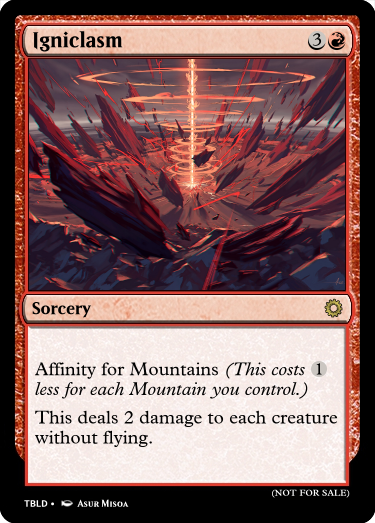 Igniclasm 3
Sorcery
Affinity for Mountains (This costs 1
less for each Mountain you control.)
This deals 2 damage to each creature
without flying.
(NOT FOR SALE)
TBLD • Asur Misoa